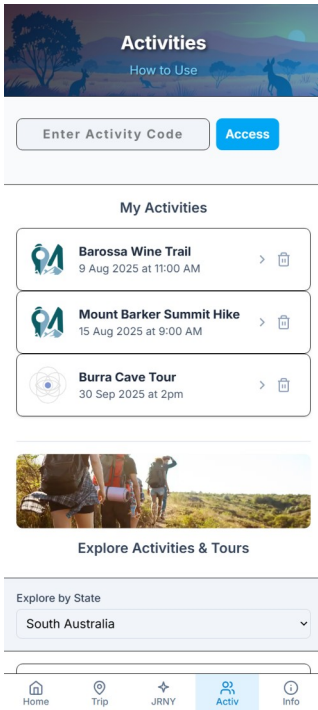 Activities
How to Use
Enter Activity Code
Access
My Activities
Barossa Wine Trail
9 Aug 2025 at 11:00 AM
Mount Barker Summit Hike
15 Aug 2025 at 9:00 AM
Burra Cave Tour
30 Sep 2025 at 2pm
Explore Activities & Tours
Explore by State
South Australia
Home
Trip
JRNY
Activ
Info